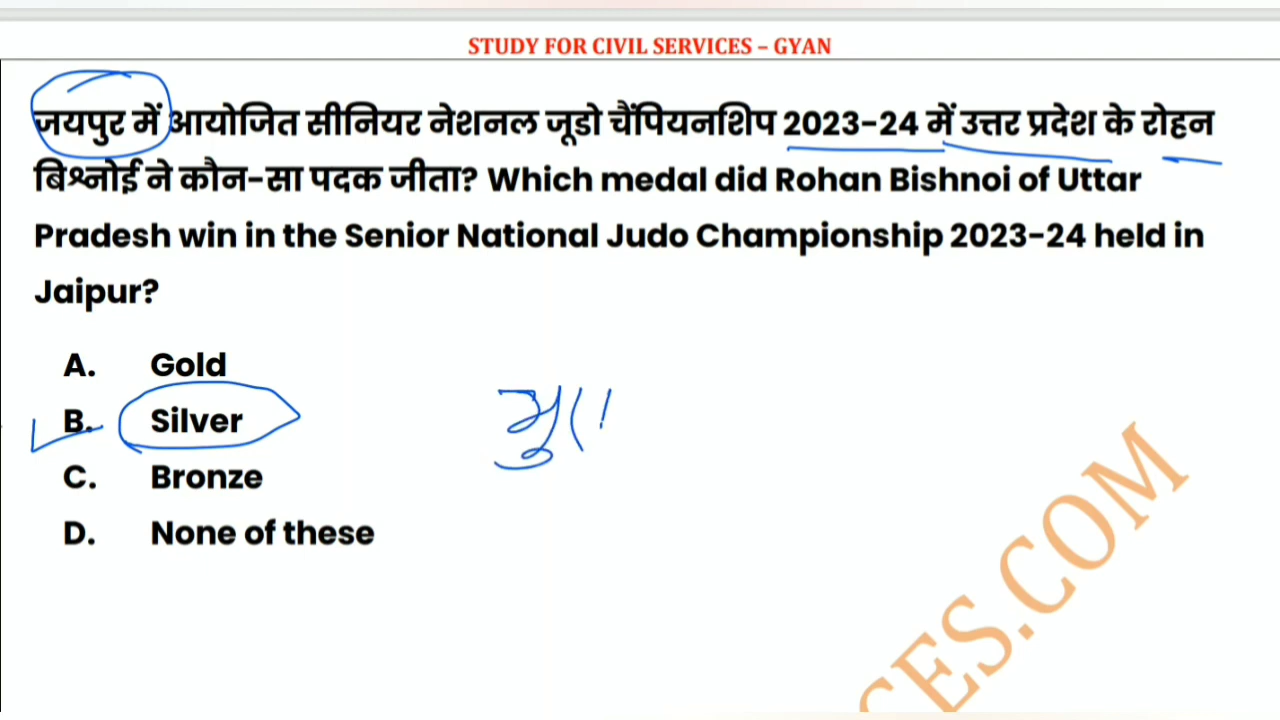 STUDY FOR CIVIL SERVICES – GYAN
जयपुर में आयोजित सीनियर नेशनल जूडो चैंपियनशिप 2023-24 में उत्तर प्रदेश के रोहन
बिश्नोई ने कौन-सा पदक जीता? Which medal did Rohan Bishnoi of Uttar
Pradesh win in the Senior National Judo Championship 2023-24 held in
Jaipur?
A. Gold
B. Silver
C. Bronze
D. None of these
CES.COM